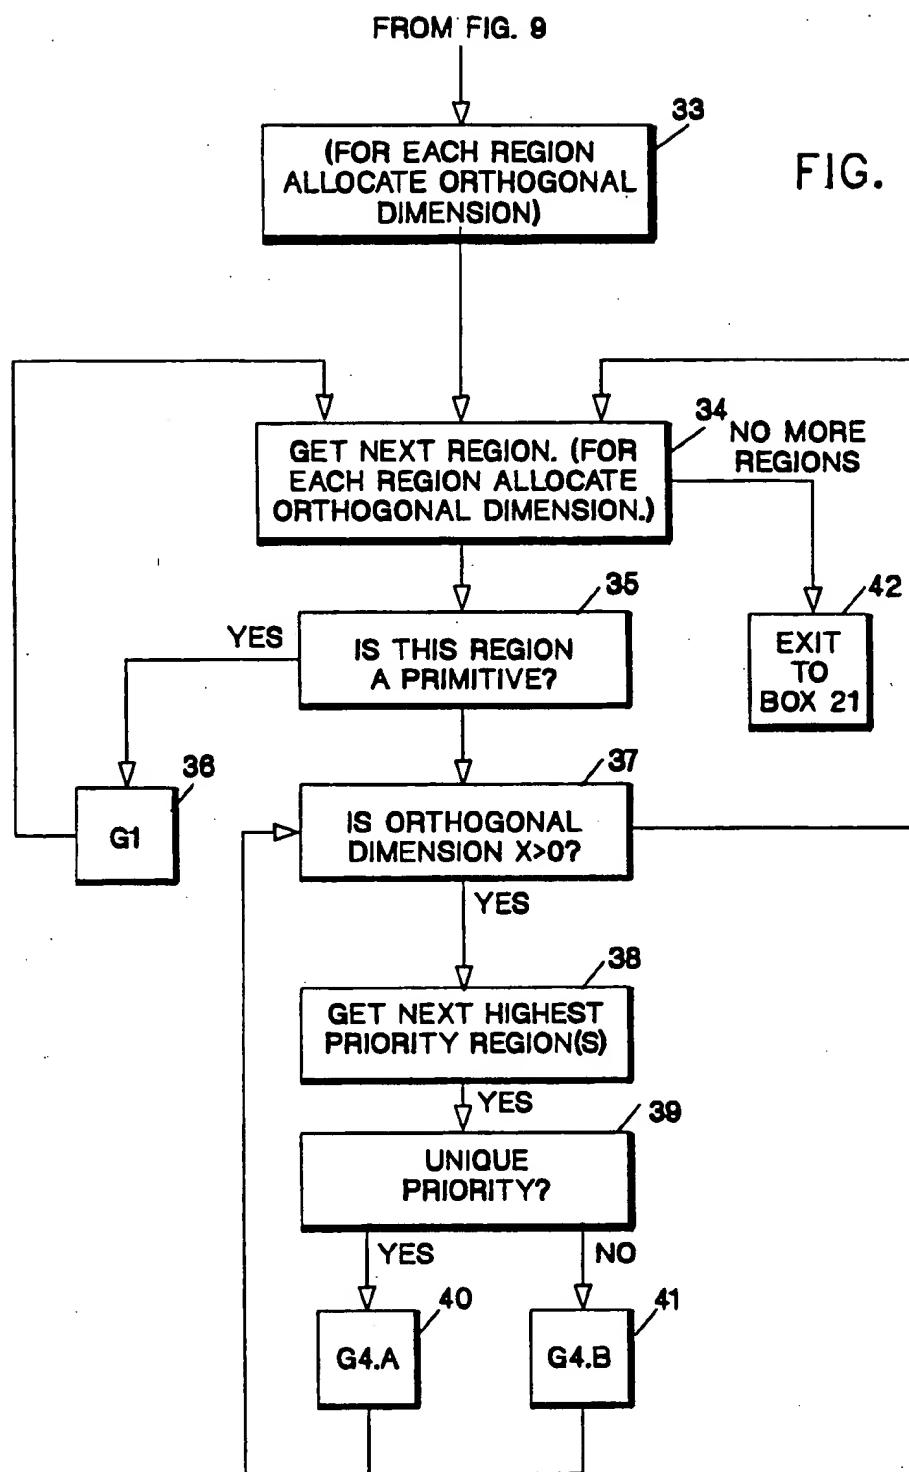 FROM FIG. 9
33
(FOR EACH REGION
ALLOCATE ORTHOGONAL
DIMENSION)
FIG.
34
NO MORE
REGIONS
GET NEXT REGION. (FOR
EACH REGION ALLOCATE
ORTHOGONAL DIMENSION.)
35
42
YES
IS THIS REGION
A PRIMITIVE?
EXIT
TO
BOX 21
36
37
G1
IS ORTHOGONAL
DIMENSION X>0?
YES
38
GET NEXT HIGHEST
PRIORITY REGION(S)
YES
39
UNIQUE
PRIORITY?
YES
NO
40
41
G4.A
G4.B